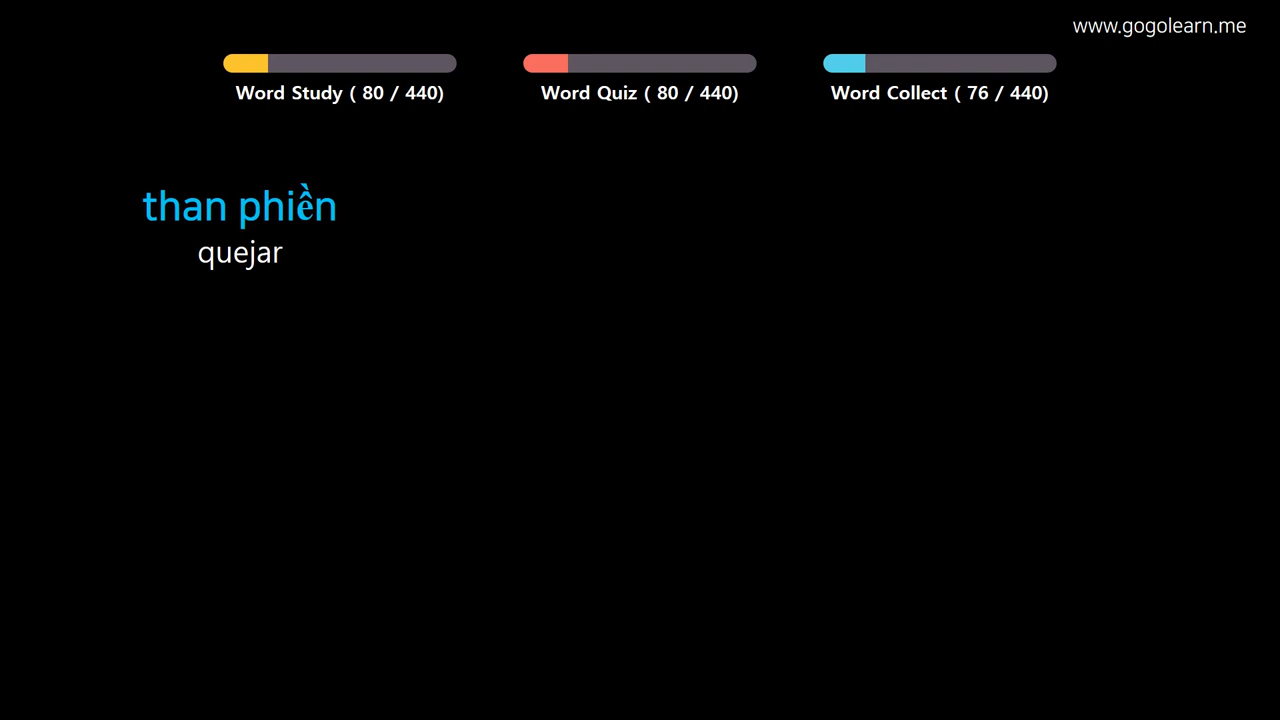 www.gogolearn.me
Word Study ( 80 / 440)
Word Quiz ( 80 / 440)
Word Collect ( 76 / 440)
than phiền
quejar